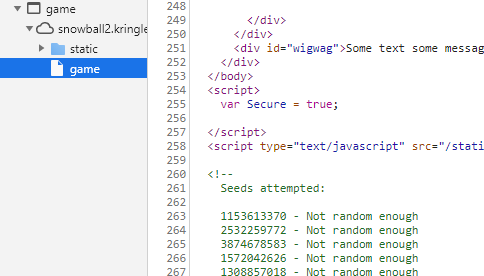 game
snowball2.kringle
static
game
248
249 </div>
250 </div>
251 <div id="wigwag">Some text some messag
252 </div>
253 </body>
254 <script>
255 var Secure = true;
256
257 </script>
258 <script type="text/javascript" src="/stati
259
260 <!--
261 Seeds attempted:
262
263 1153613370 - Not random enough
264 2532259772 - Not random enough
265 3874678583 - Not random enough
266 1572042626 - Not random enough
267 1308857018 - Not random enough